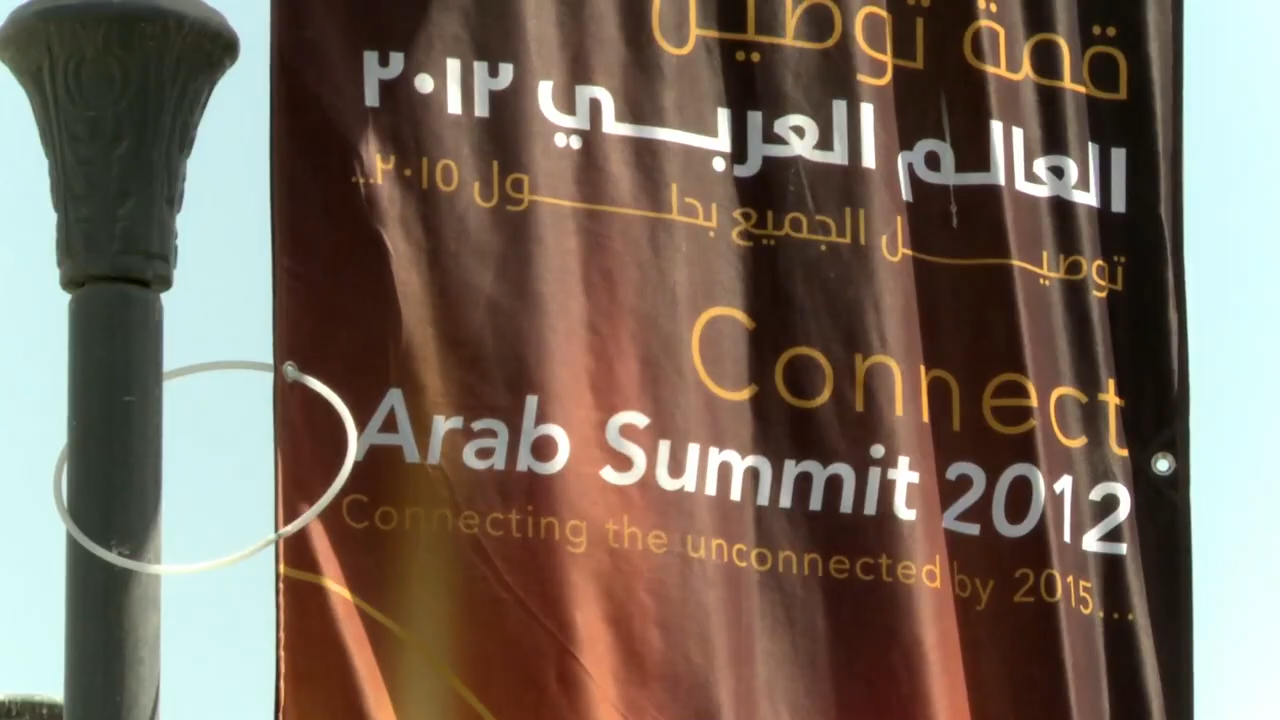 قمة توصيل
العالم العربي ٢٠١٢
توصيل الجميع بحلول ٢٠١٥...
Connect
Arab Summit 2012
Connecting the unconnected by 2015...